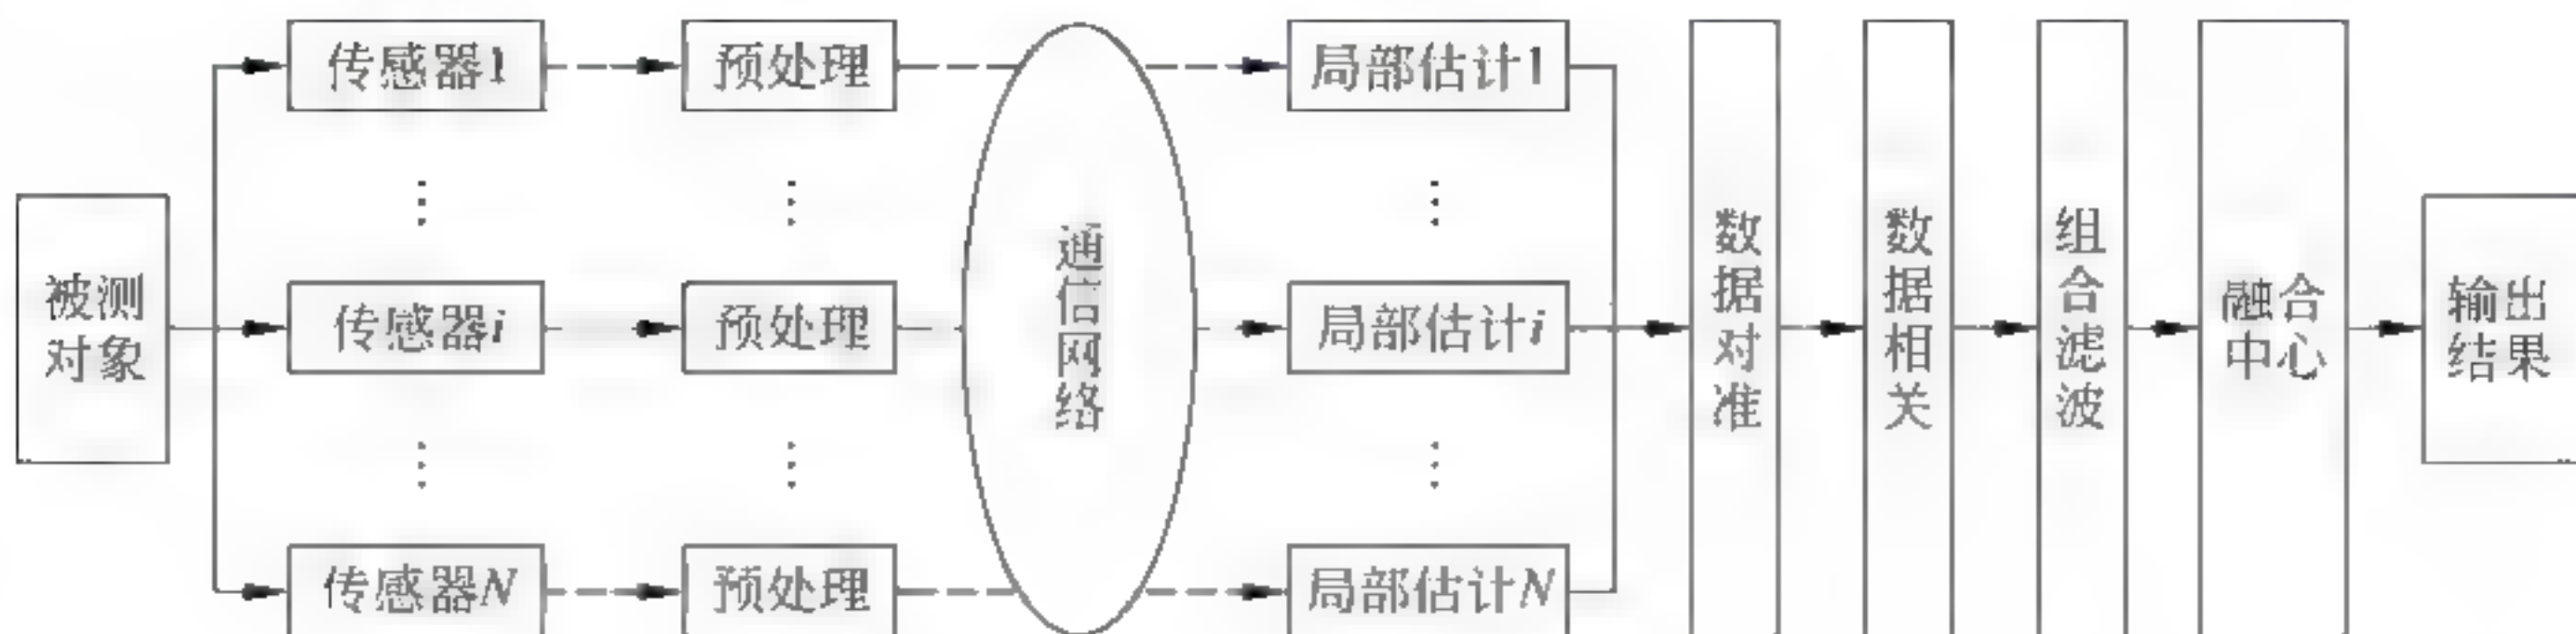 传感器1
预处理
局部估计1
被测
对象
传感器i
预处理
通信网络
局部估计i
数据对准
数据相关
组合滤波
融合
中心
输出
结果
传感器N
预处理
局部估计N